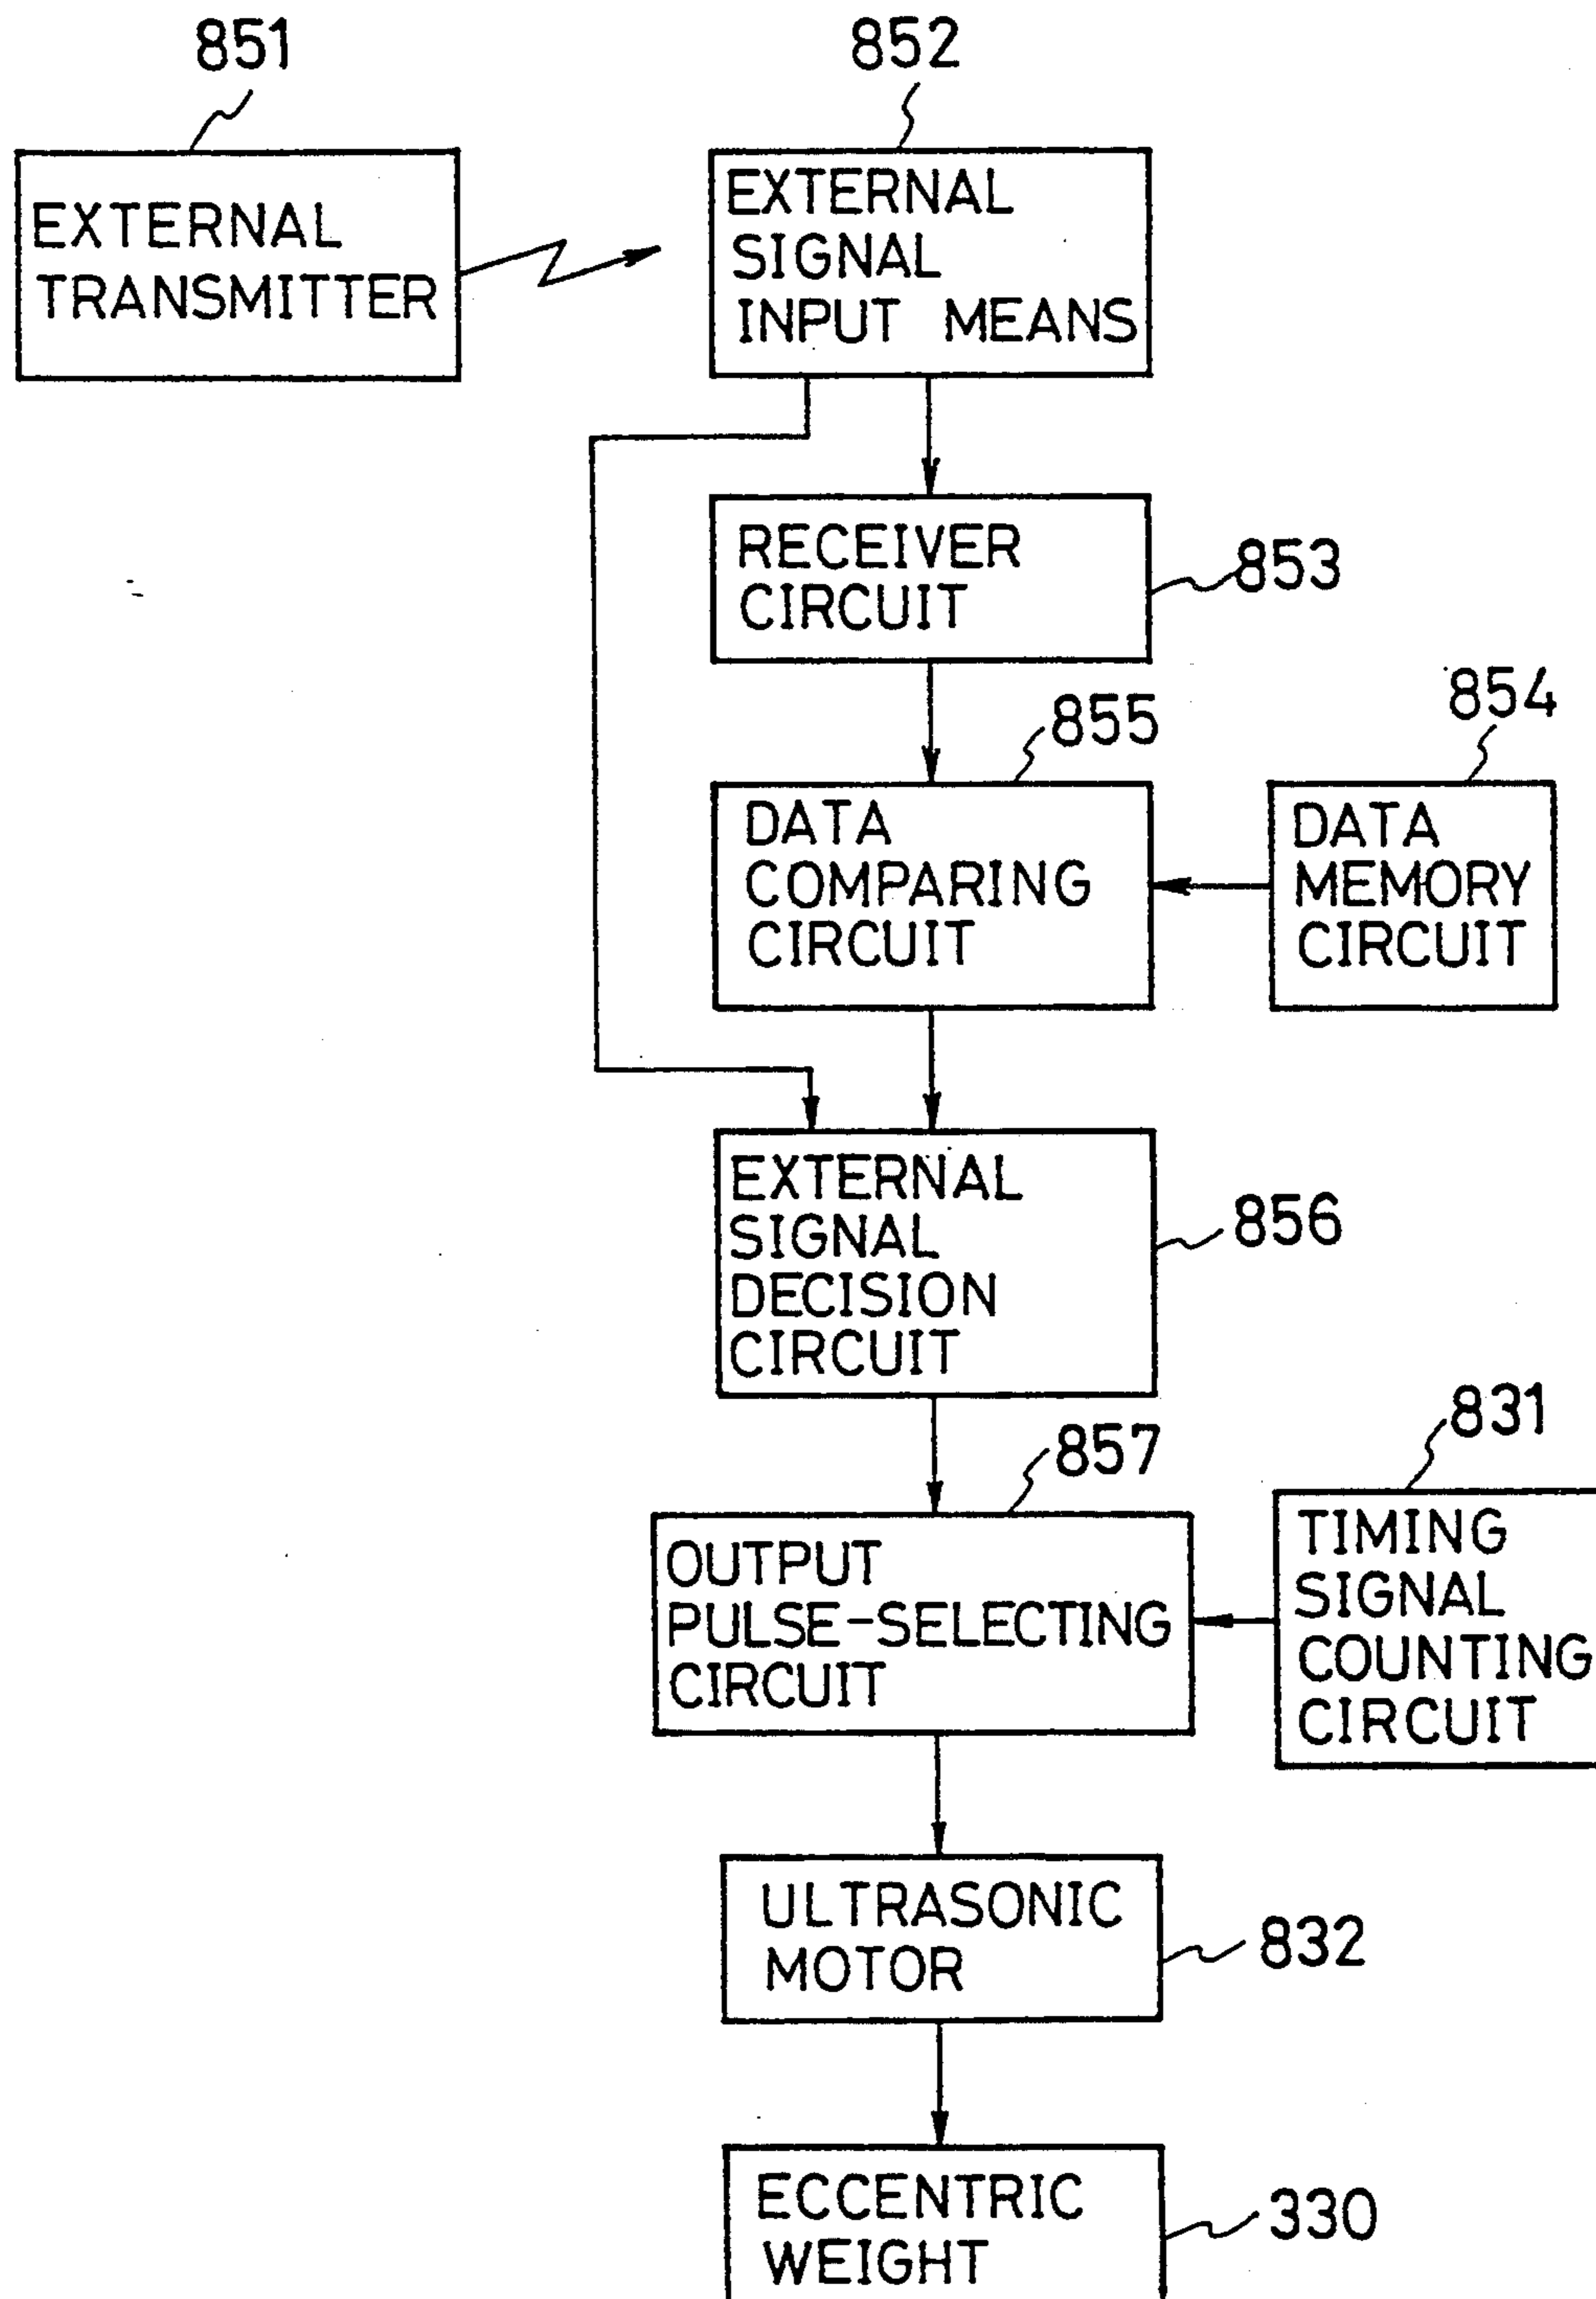 851
852
EXTERNAL
TRANSMITTER
EXTERNAL
SIGNAL
INPUT MEANS
RECEIVER
CIRCUIT
853
855
854
DATA
COMPARING
CIRCUIT
DATA
MEMORY
CIRCUIT
EXTERNAL
SIGNAL
DECISION
CIRCUIT
856
857
831
OUTPUT
PULSE-SELECTING
CIRCUIT
TIMING
SIGNAL
COUNTING
CIRCUIT
ULTRASONIC
MOTOR
832
ECCENTRIC
WEIGHT
330